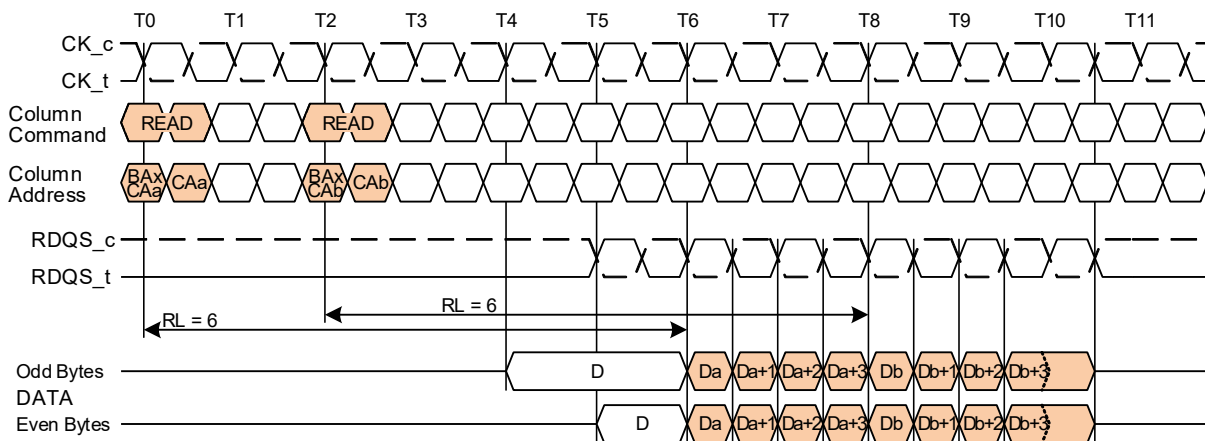 T0 T1 T2 T3 T4 T5 T6 T7 T8 T9 T10 T11
CK_c
CK_t
Column
Command
READ READ
Column
Address
BAx
CAa
CAa
BAx
CAb
CAb
RDQS_c
RDQS_t
RL = 6
RL = 6
Odd Bytes
D Da Da+1 Da+2 Da+3 Db Db+1 Db+2 Db+3
DATA
Even Bytes
D Da Da+1 Da+2 Da+3 Db Db+1 Db+2 Db+3